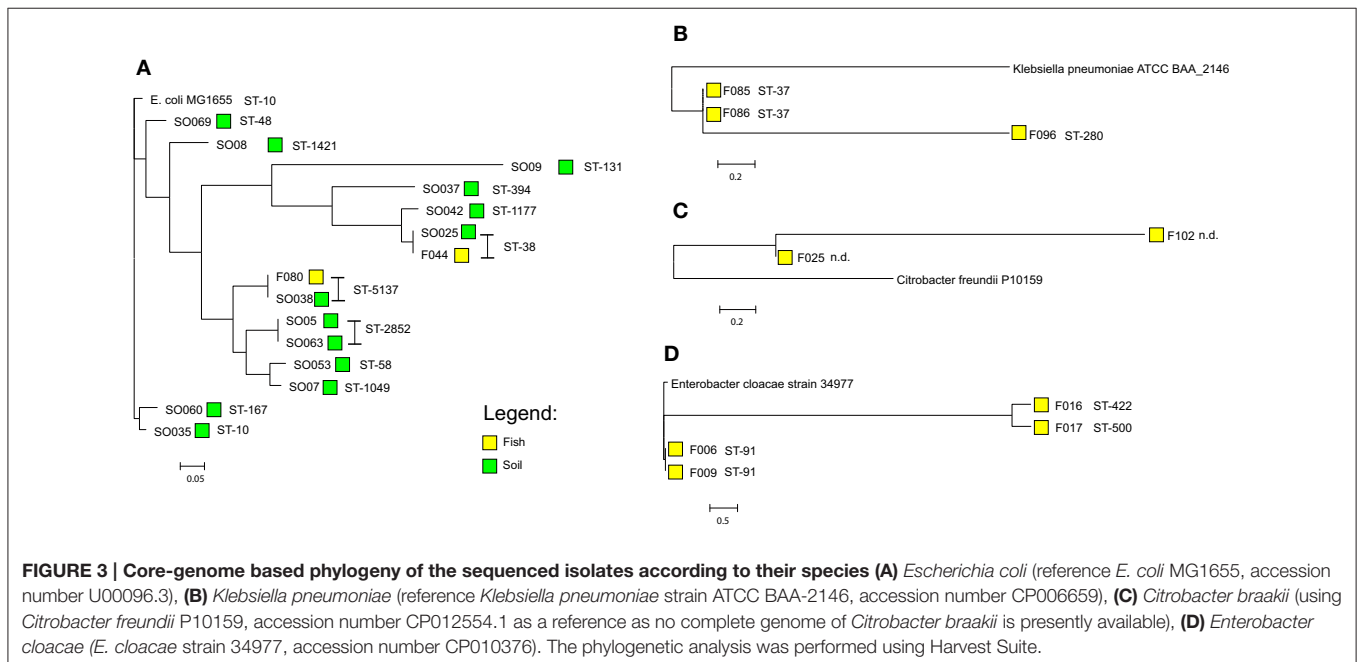 A
E. coli MG1655 ST-10
SO069 ST-48
SO08 ST-1421
SO09 ST-131
SO037 ST-394
SO042 ST-1177
SO025
ST-38
F044
F080
ST-5137
SO038
SO05
ST-2852
SO063
SO053 ST-58
SO07 ST-1049
SO060 ST-167
SO035 ST-10
0.05
Legend:
Fish
Soil
B
Klebsiella pneumoniae ATCC BAA_2146
F085 ST-37
F086 ST-37
F096 ST-280
0.2
C
F102 n.d.
F025 n.d.
Citrobacter freundii P10159
0.2
D
Enterobacter cloacae strain 34977
F016 ST-422
F017 ST-500
F006 ST-91
F009 ST-91
0.5
FIGURE 3 | Core-genome based phylogeny of the sequenced isolates according to their species (A) Escherichia coli (reference E. coli MG1655, accession
number U00096.3), (B) Klebsiella pneumoniae (reference Klebsiella pneumoniae strain ATCC BAA-2146, accession number CP006659), (C) Citrobacter braakii (using
Citrobacter freundii P10159, accession number CP012554.1 as a reference as no complete genome of Citrobacter braakii is presently available), (D) Enterobacter
cloacae (E. cloacae strain 34977, accession number CP010376). The phylogenetic analysis was performed using Harvest Suite.